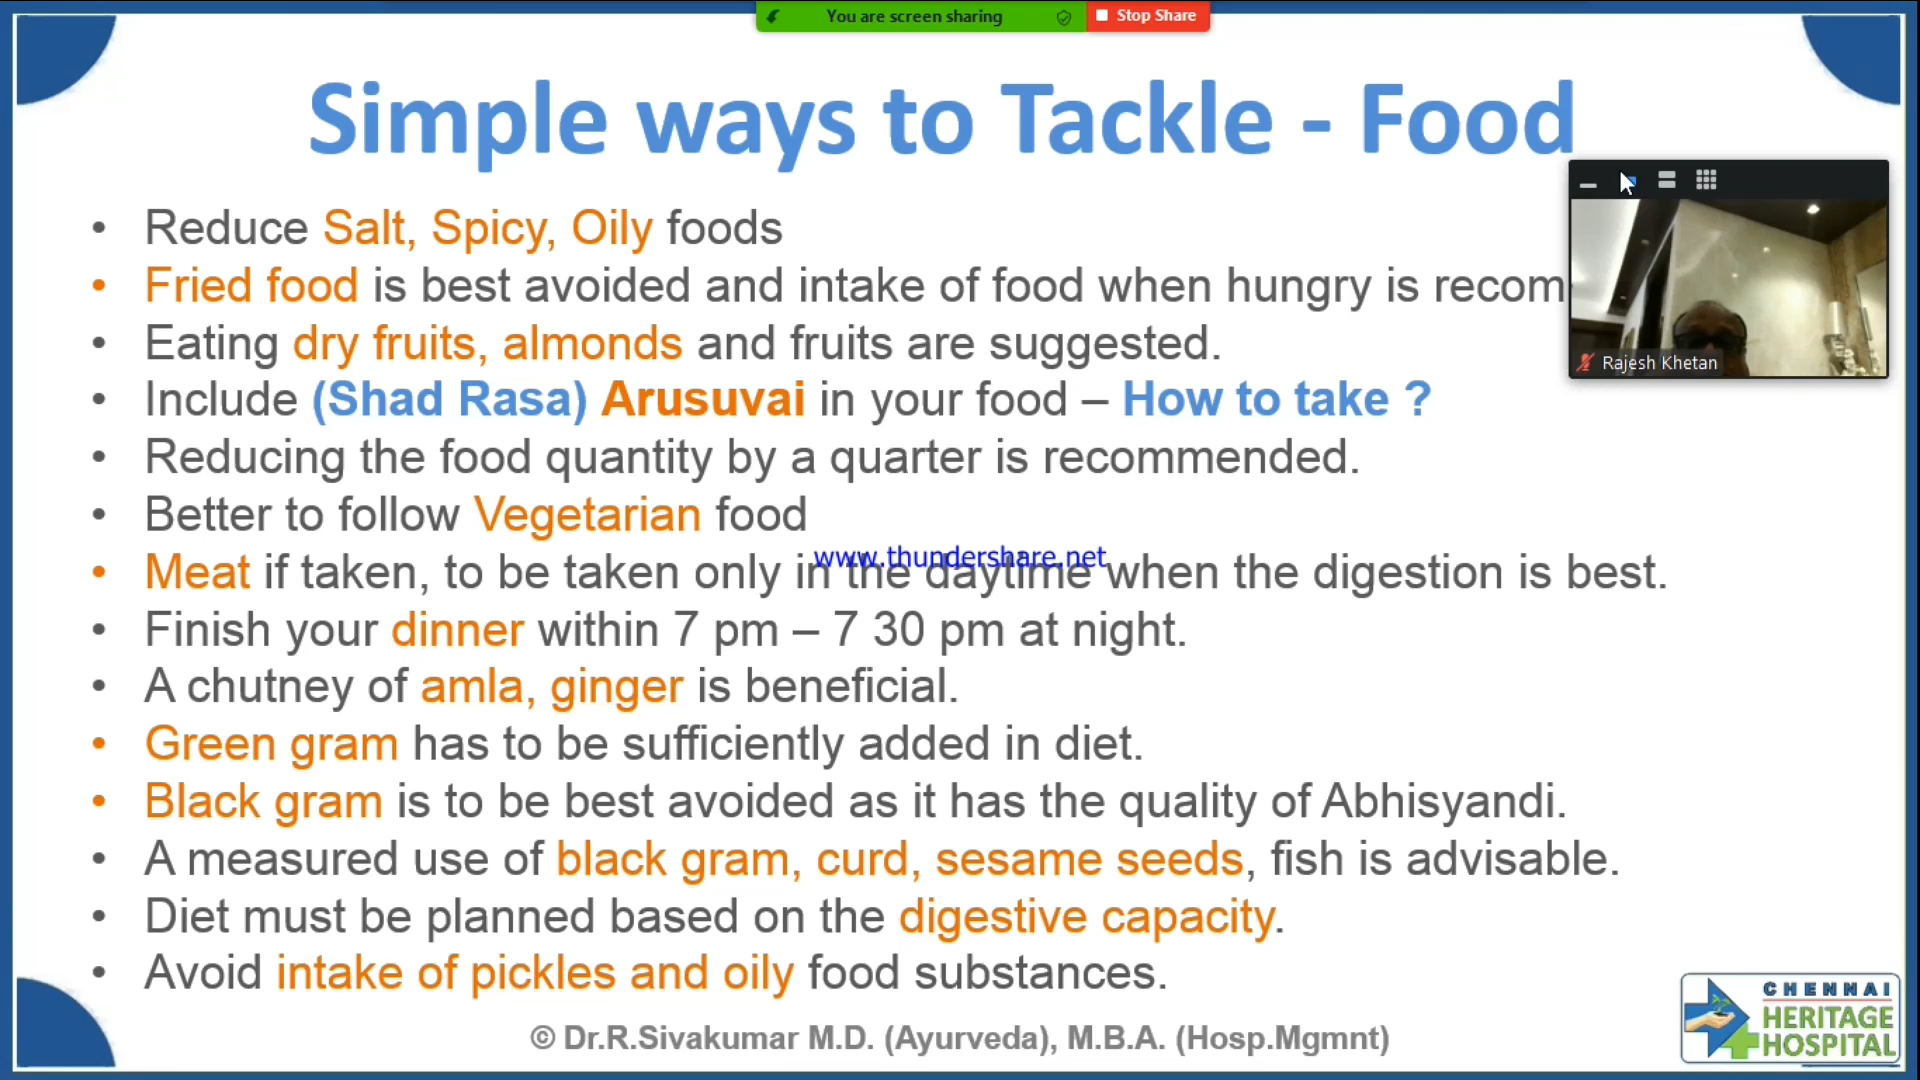 You are screen sharing
Stop Share
Simple ways to Tackle - Food
• Reduce Salt, Spicy, Oily foods
• Fried food is best avoided and intake of food when hungry is recom
• Eating dry fruits, almonds and fruits are suggested.
Rajesh Khetan
• Include (Shad Rasa) Arusuvai in your food – How to take ?
• Reducing the food quantity by a quarter is recommended.
• Better to follow Vegetarian food
www.thundershare.net
• Meat if taken, to be taken only in the daytime when the digestion is best.
• Finish your dinner within 7 pm – 7 30 pm at night.
• A chutney of amla, ginger is beneficial.
• Green gram has to be sufficiently added in diet.
• Black gram is to be best avoided as it has the quality of Abhisyandi.
• A measured use of black gram, curd, sesame seeds, fish is advisable.
• Diet must be planned based on the digestive capacity.
• Avoid intake of pickles and oily food substances.
© Dr.R.Sivakumar M.D. (Ayurveda), M.B.A. (Hosp.Mgmnt)
CHENNAI
HERITAGE
HOSPITAL